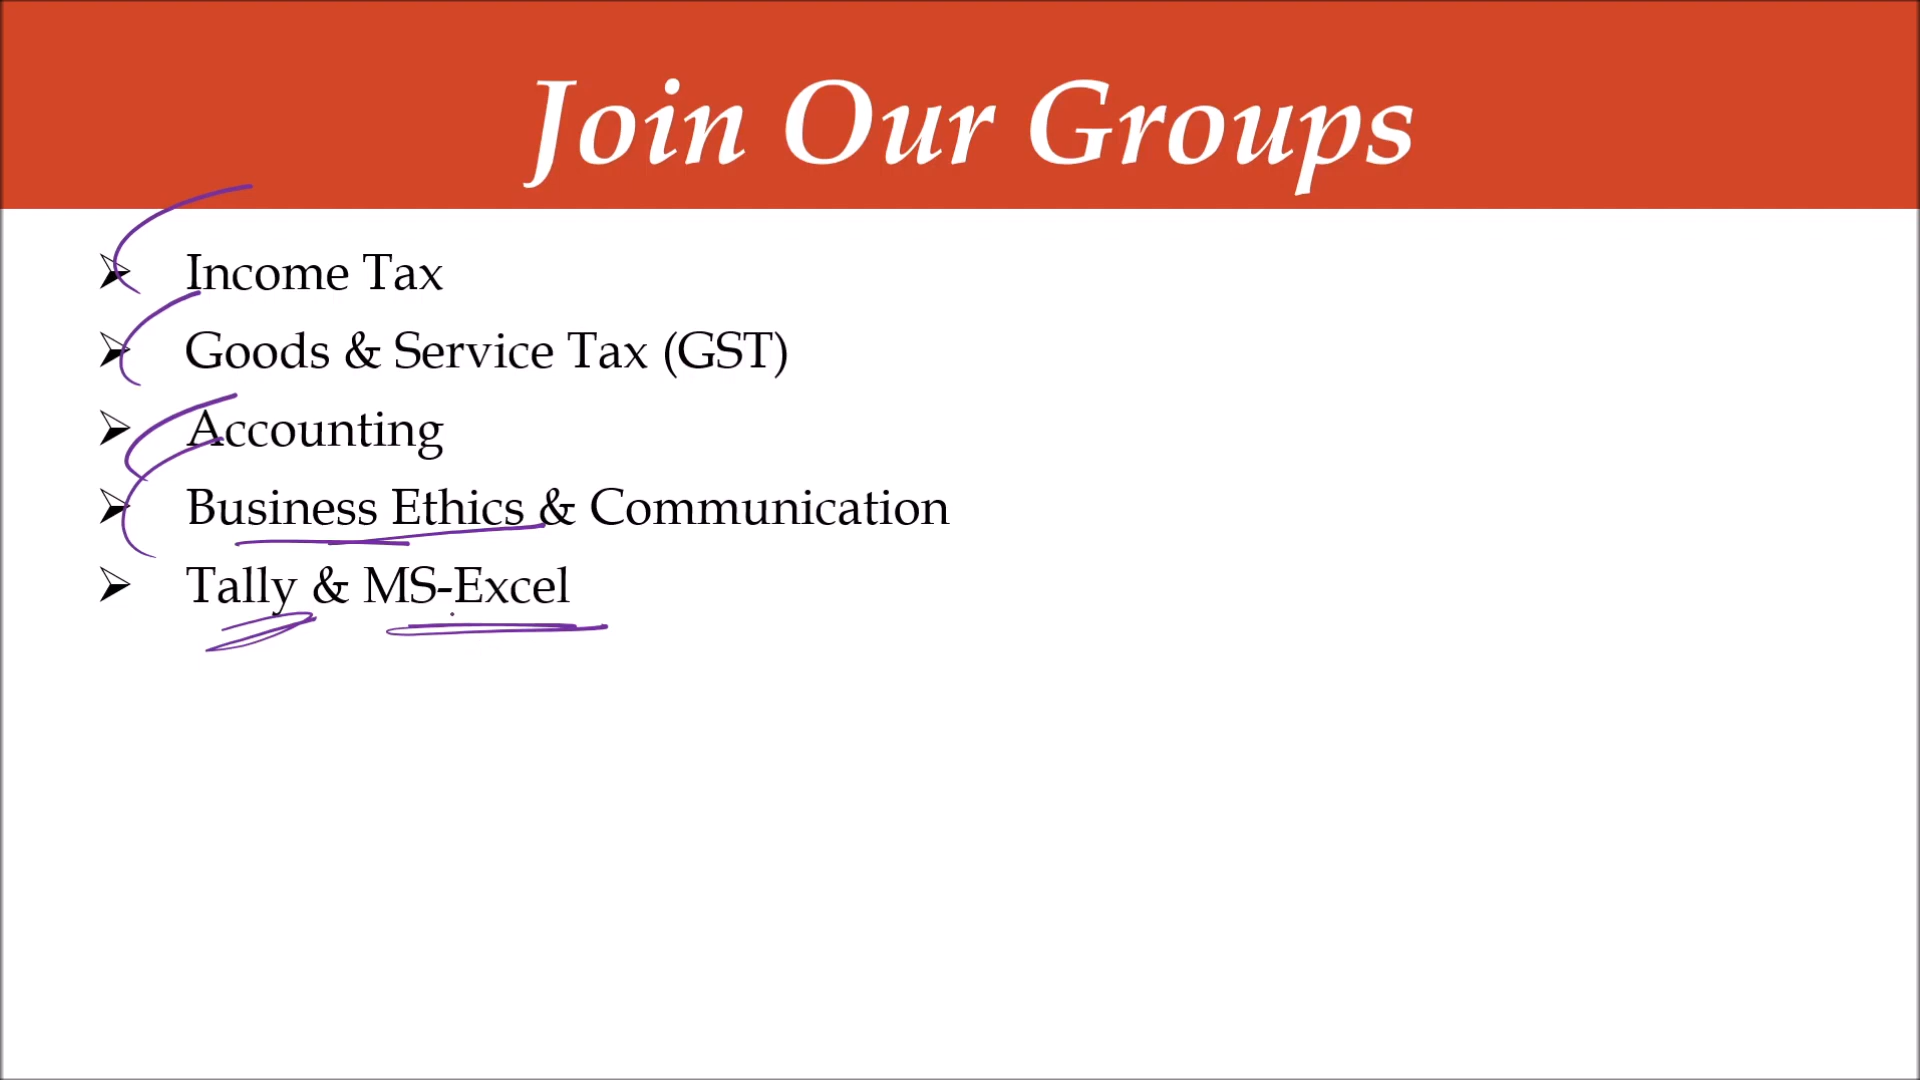 Join Our Groups
Income Tax
Goods & Service Tax (GST)
Accounting
Business Ethics & Communication
Tally & MS-Excel